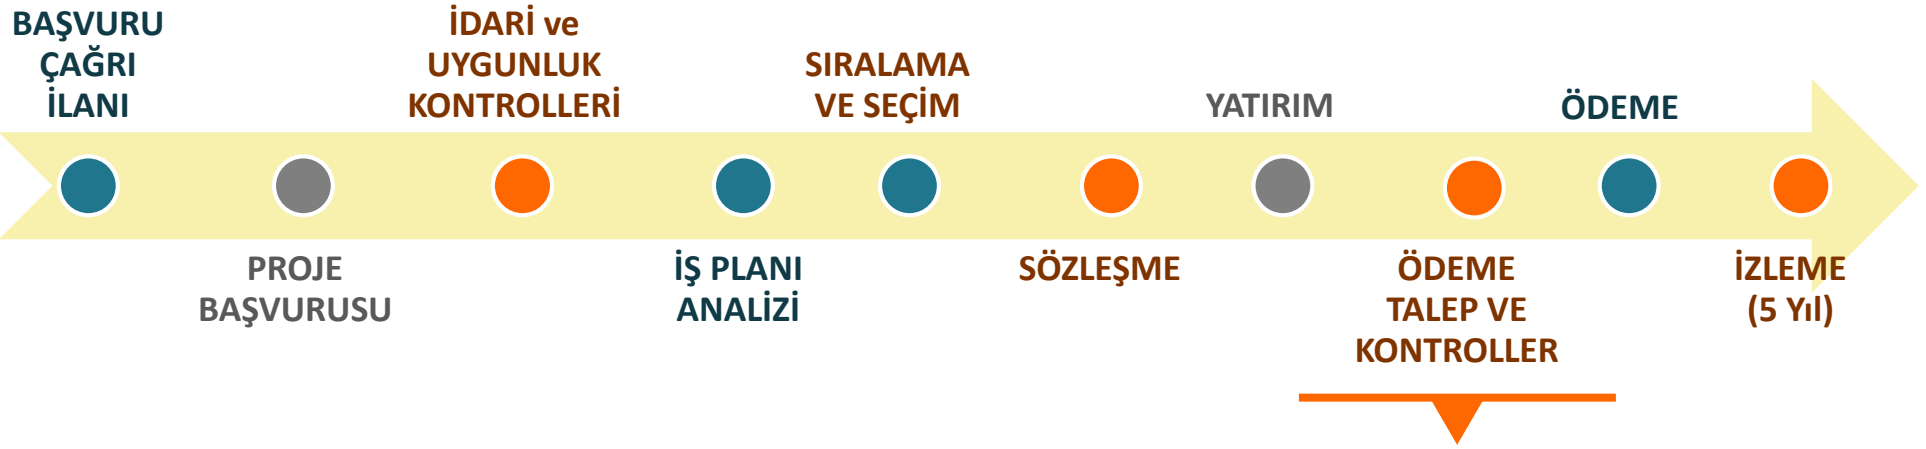 BAŞVURU
ÇAĞRI
İLANI
PROJE
BAŞVURUSU
İDARİ ve
UYGUNLUK
KONTROLLERİ
İŞ PLANI
ANALİZİ
SIRALAMA
VE SEÇİM
SÖZLEŞME
YATIRIM
ÖDEME
TALEP VE
KONTROLLER
ÖDEME
İZLEME
(5 Yıl)